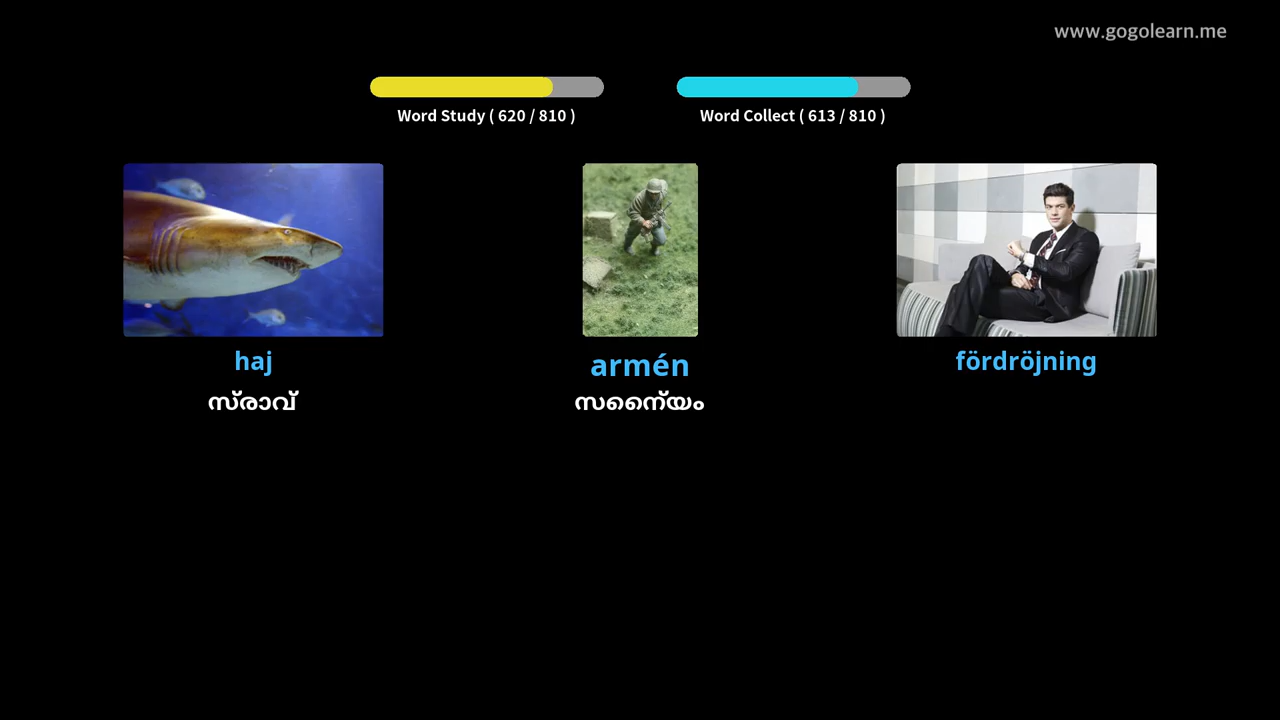 www.gogolearn.me
Word Study ( 620 / 810 )
Word Collect ( 613 / 810 )
haj
armén
fördröjning
സ്രാവ്
സൈന്യം